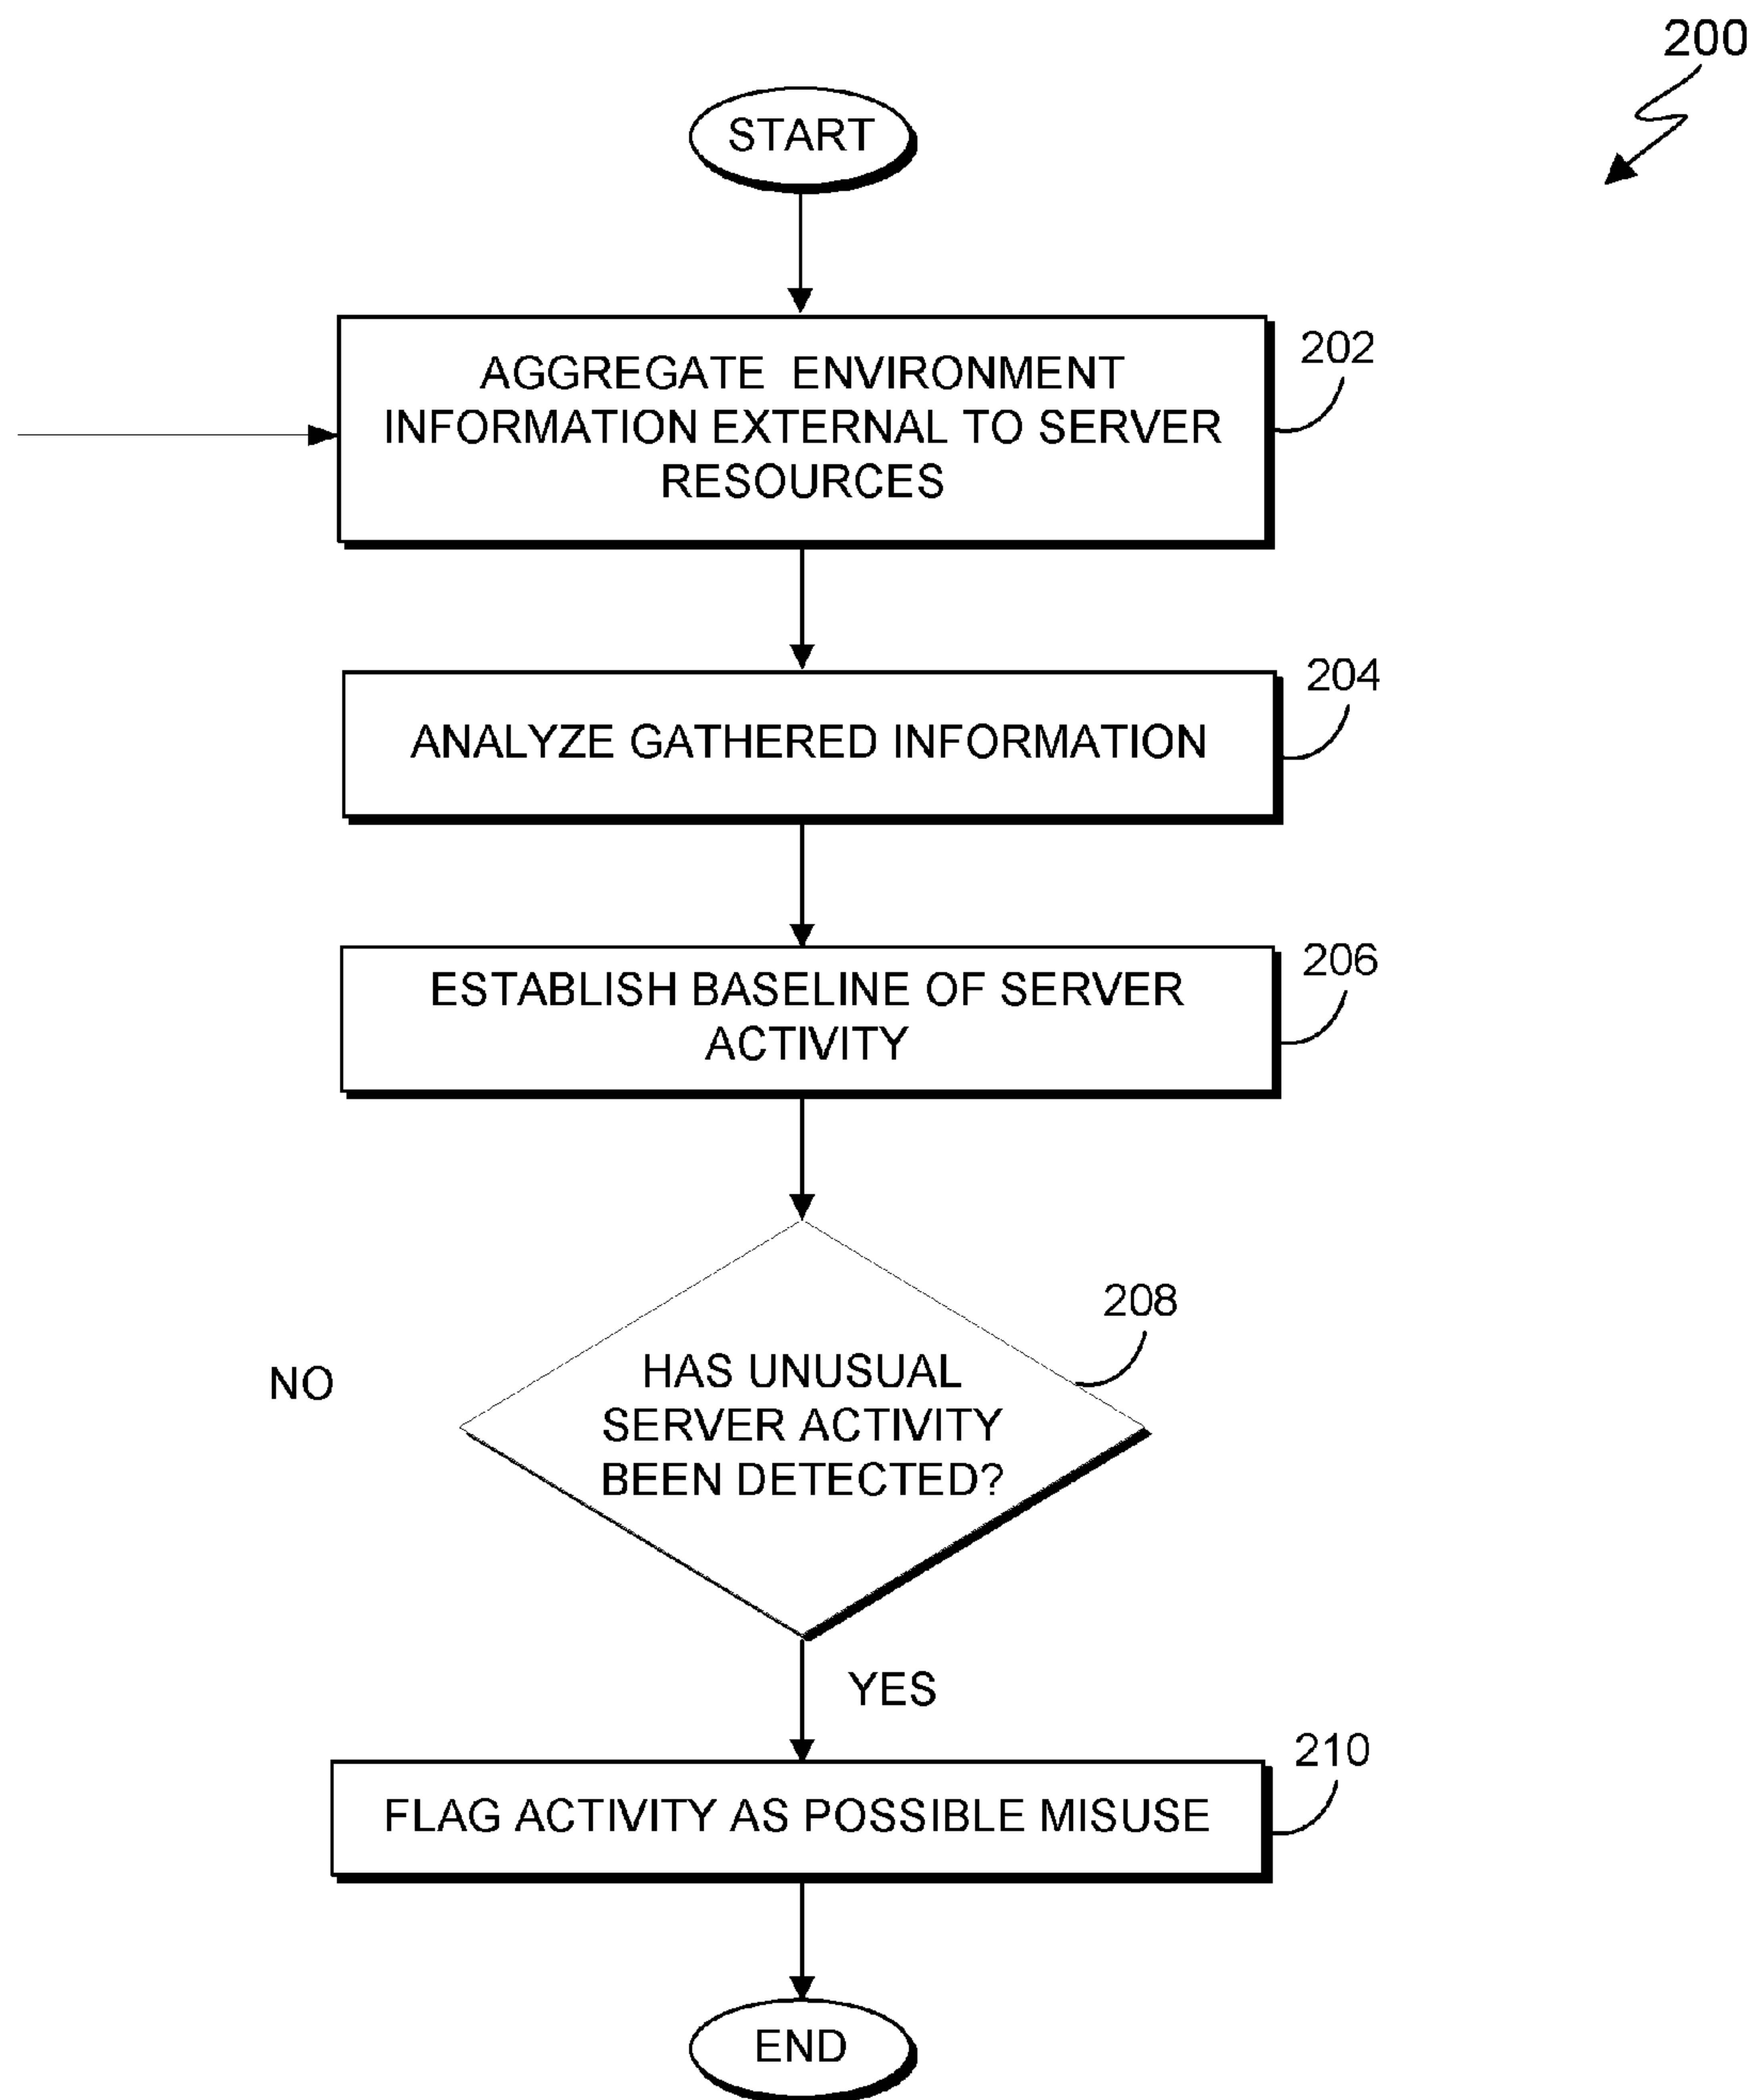 200
START
AGGREGATE ENVIRONMENT
INFORMATION EXTERNAL TO SERVER
RESOURCES
202
ANALYZE GATHERED INFORMATION
204
ESTABLISH BASELINE OF SERVER
ACTIVITY
206
HAS UNUSUAL
SERVER ACTIVITY
BEEN DETECTED?
208
NO
YES
FLAG ACTIVITY AS POSSIBLE MISUSE
210
END